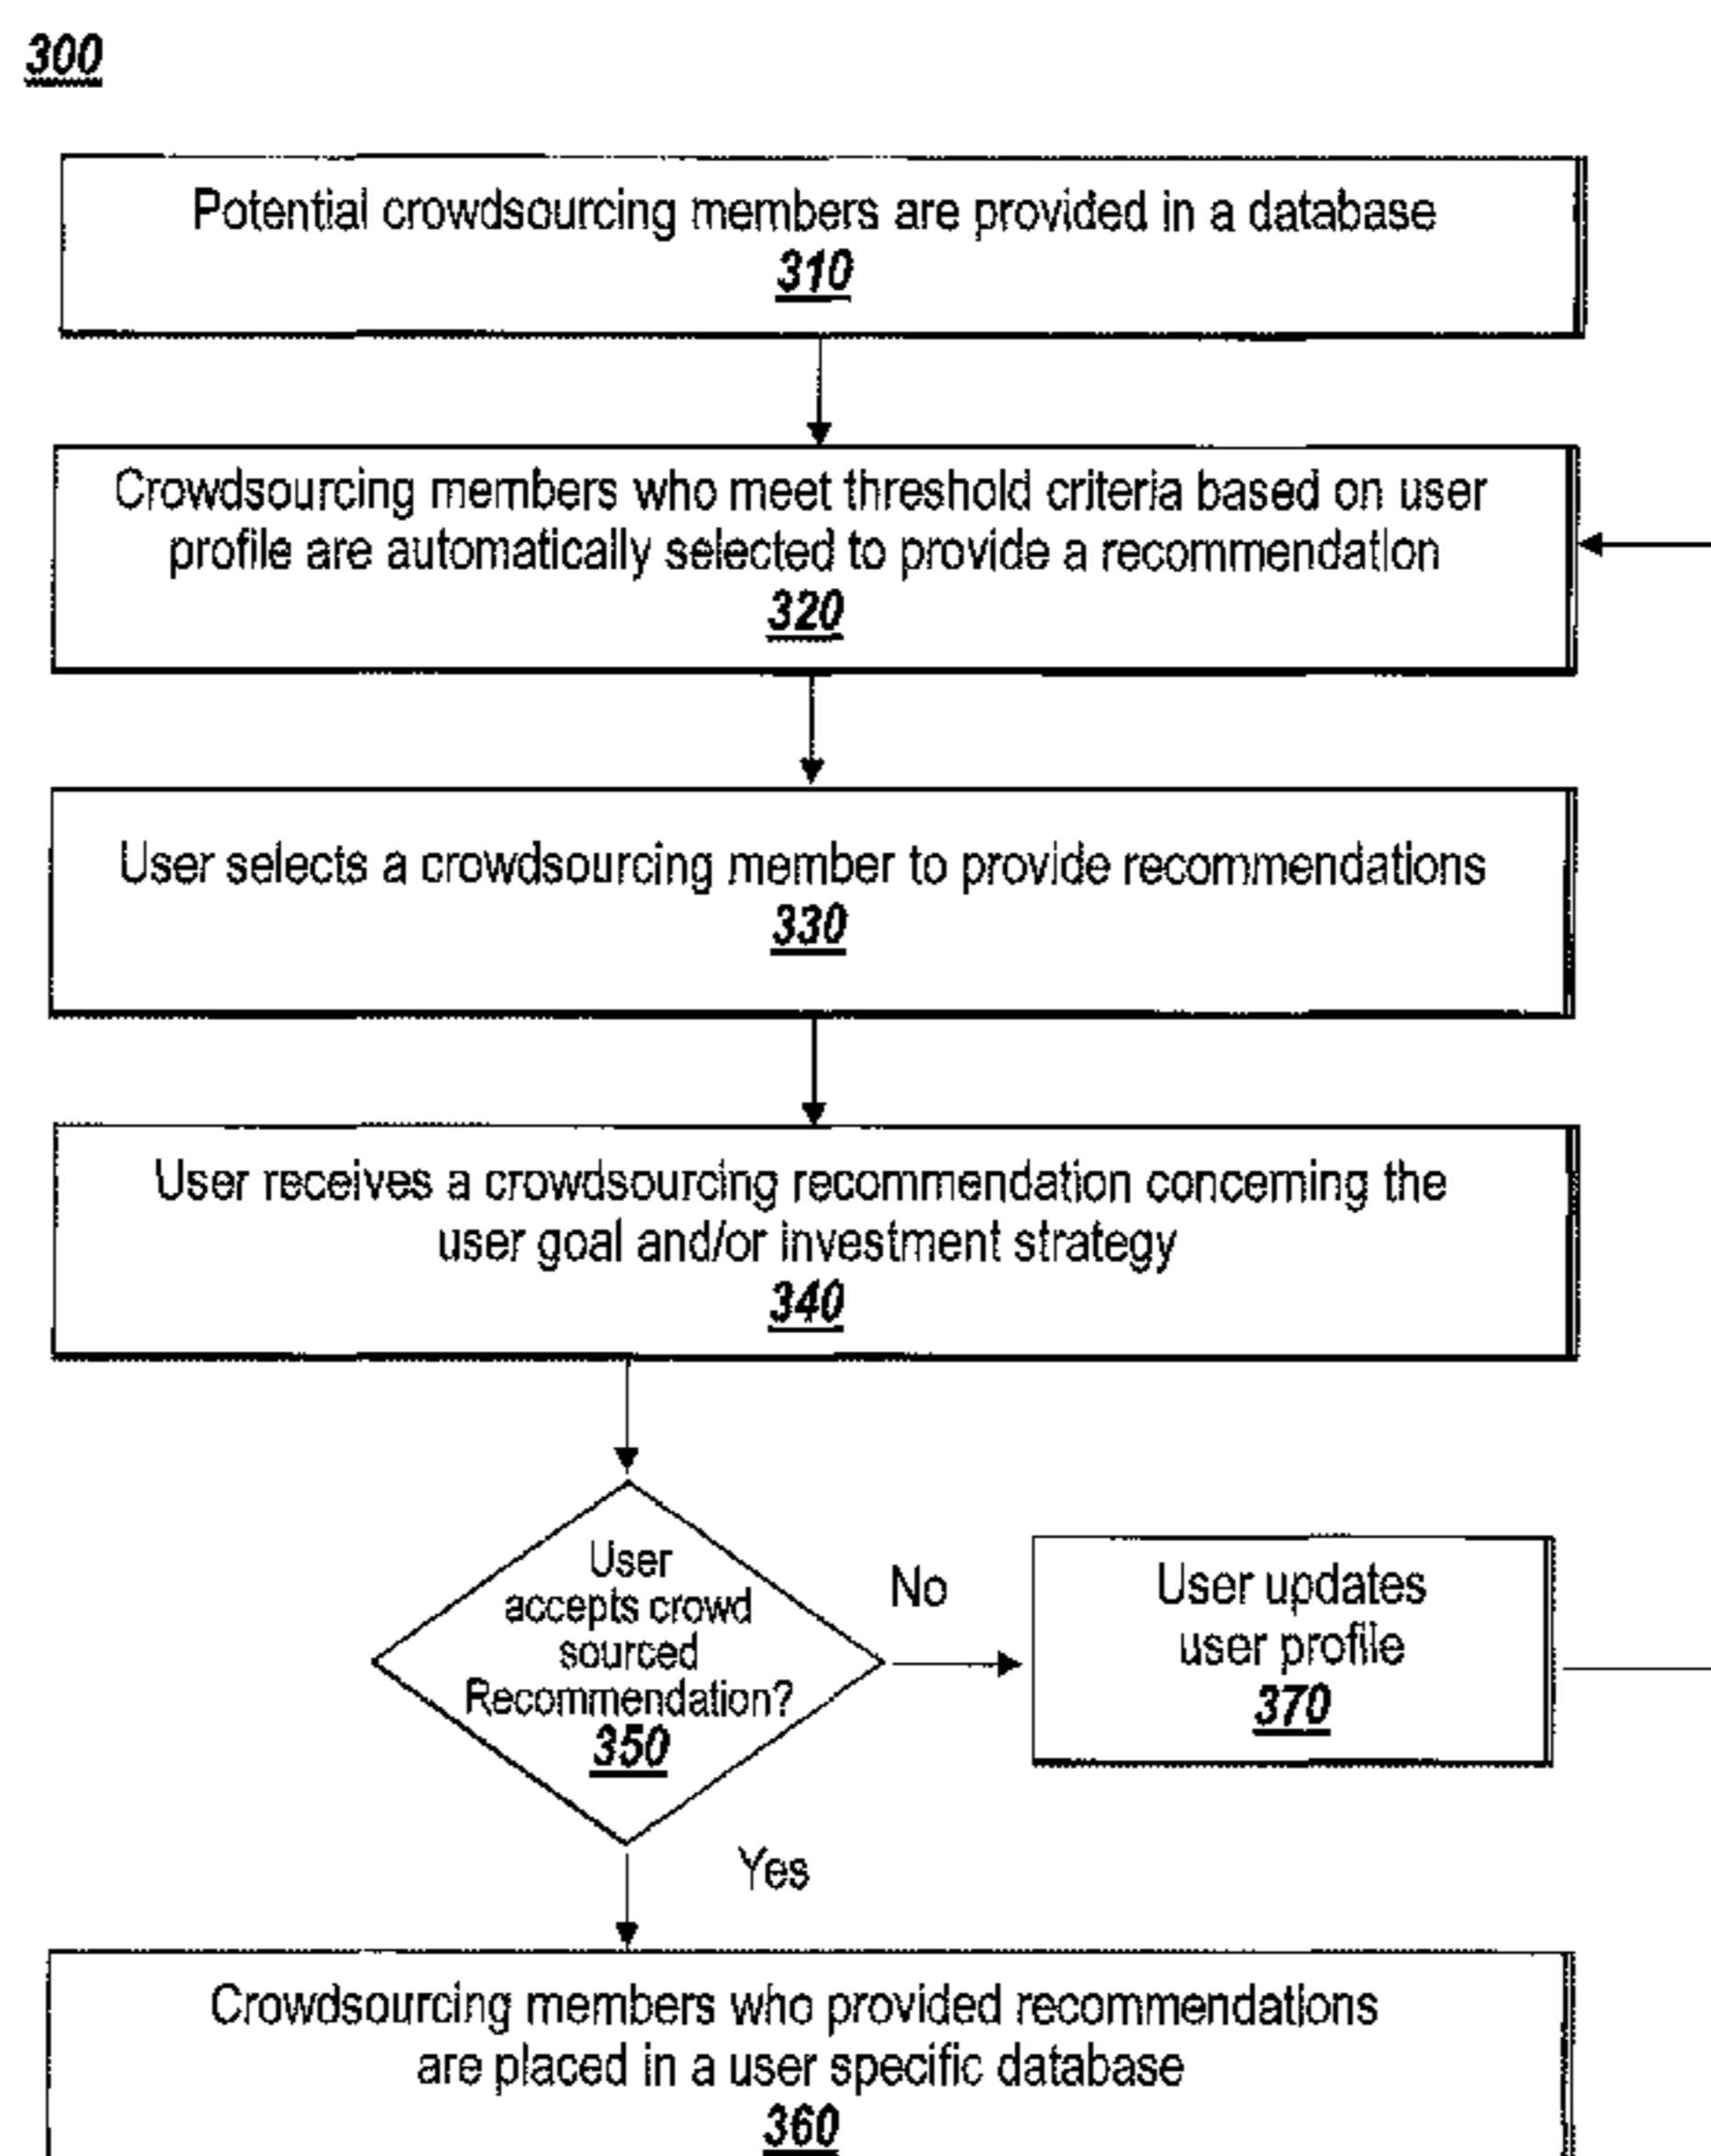 300
Potential crowdsourcing members are provided in a database
310
Crowdsourcing members who meet threshold criteria based on user
profile are automatically selected to provide a recommendation
320
User selects a crowdsourcing member to provide recommendations
330
User receives a crowdsourcing recommendation concerning the
user goal and/or investment strategy
340
User
accepts crowd
sourced
Recommendation?
350
No
User updates
user profile
370
Yes
Crowdsourcing members who provided recommendations
are placed in a user specific database
360